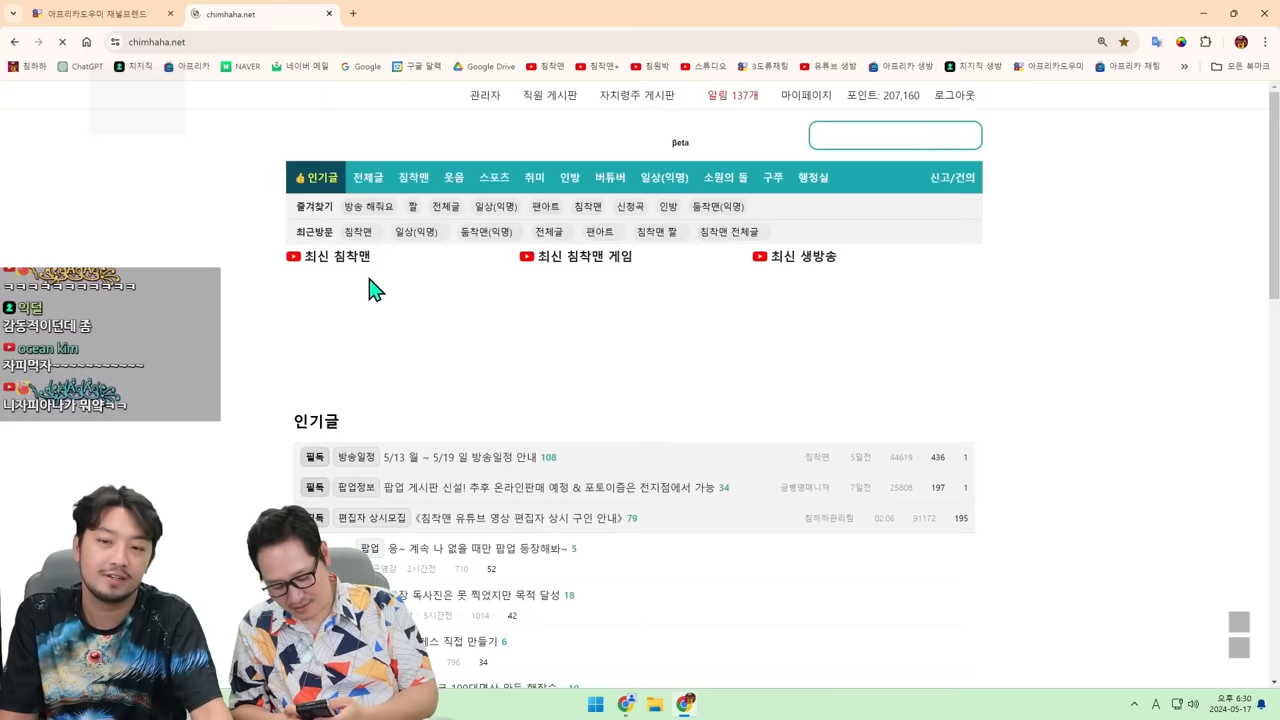 아프리카도우미 채널프렌드
chimhaha.net
chimhaha.net
침하하 ChatGPT 치지직 아프리카 NAVER 네이버 메일 Google 구글 달력 Google Drive 침착맨 침착맨+ 침원박 스튜디오 3도류채팅 유튜브 생방 아프리카 생방 치지직 생방 아프리카도우미 아프리카 채팅 » 모든 북마크
관리자 직원 게시판 자치령주 게시판 알림 137개 마이페이지 포인트: 207,160 로그아웃
βeta
👍인기글 전체글 침착맨 웃음 스포츠 취미 인방 버튜버 일상(익명) 소원의 돌 구쭈 행정실 신고/건의
즐겨찾기 방송 해줘요 짤 전체글 일상(익명) 팬아트 침착맨 신청곡 인방 둠착맨(익명)
최근방문 침착맨 일상(익명) 둠착맨(익명) 전체글 팬아트 침착맨 짤 침착맨 전체글
최신 침착맨 최신 침착맨 게임 최신 생방송
ㅋㅋㅋㅋㅋㅋㅋㅋㅋㅋㅋ
익덜
감동적이던데 좀
ocean kim
자피먹자~~~~~~~~~~~
니자피아나가 뭐약ㅋㅋ
인기글
필독 방송일정 5/13 월 ~ 5/19 일 방송일정 안내 108 침착맨 5일전 44619 436 1
필독 팝업정보 팝업 게시판 신설! 추후 온라인판매 예정 & 포토이즘은 전지점에서 가능 34 금병영매니져 7일전 25808 197 1
편집자 상시모집 《침착맨 유튜브 영상 편집자 상시 구인 안내》 79 침하하관리팀 02.06 91172 195
팝업 응~ 계속 나 없을 때만 팝업 등장해봐~ 5
2시간전 710 52
독사진은 못 찍었지만 목적 달성 18
5시간전 1014 42
직접 만들기 6
796 34
오후 6:30
2024-05-17